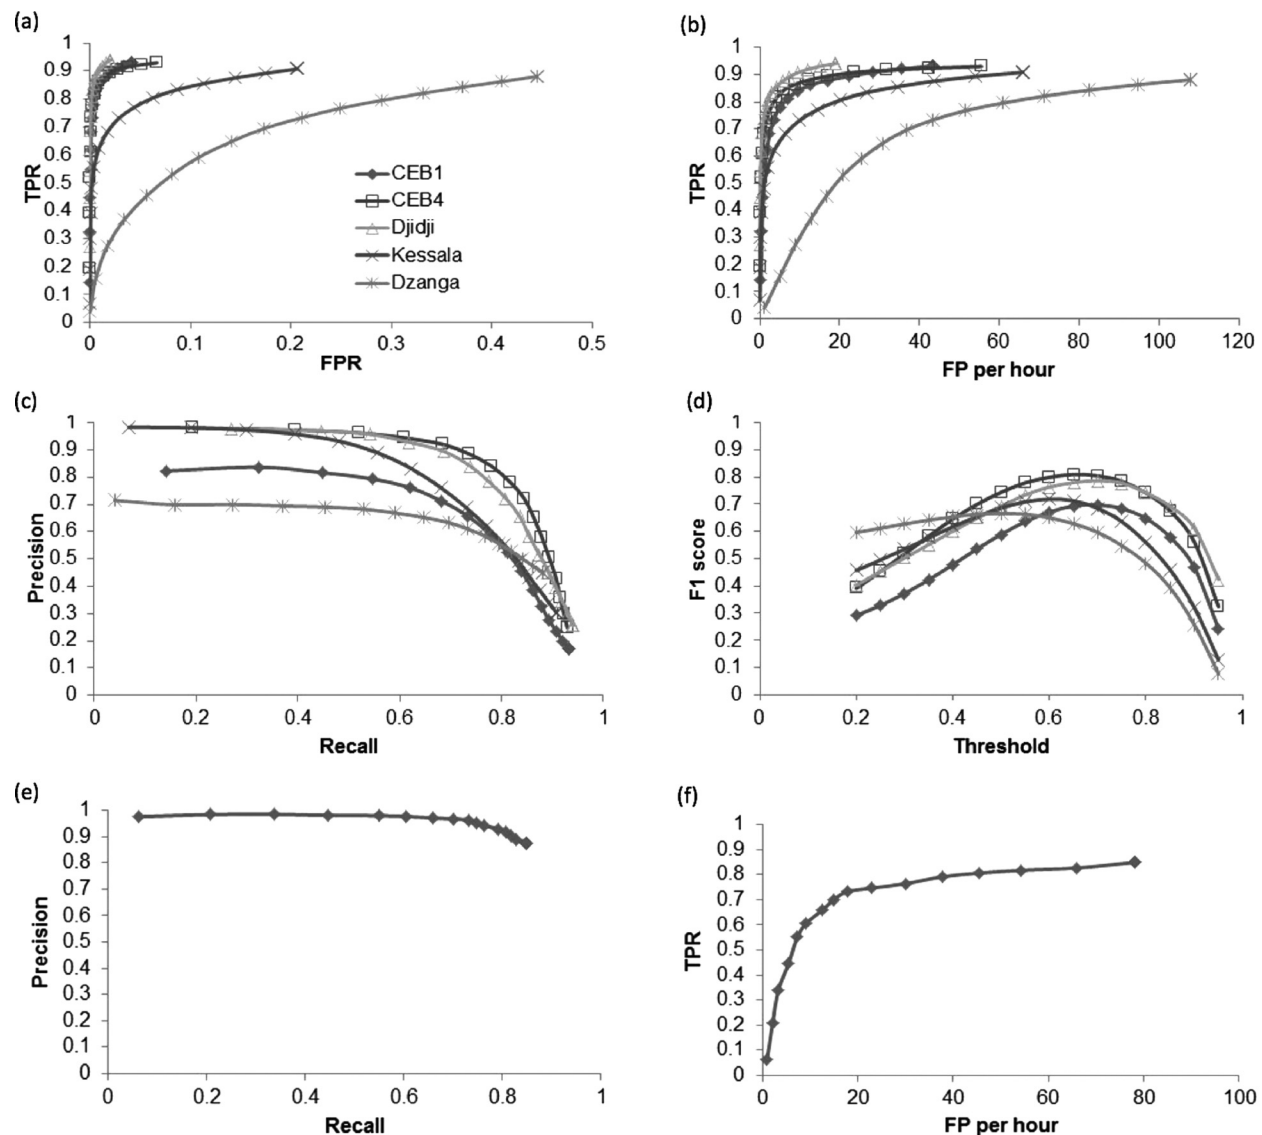 (a)
1
0.9
0.8
0.7
0.6
0.5
0.4
0.3
0.2
0.1
0
TPR
0 0.1 0.2 0.3 0.4 0.5
FPR
CEB1
CEB4
Djidji
Kessala
Dzanga
(b)
1
0.9
0.8
0.7
0.6
0.5
0.4
0.3
0.2
0.1
0
TPR
0 20 40 60 80 100 120
FP per hour
(c)
1
0.9
0.8
0.7
0.6
0.5
0.4
0.3
0.2
0.1
0
Precision
0 0.2 0.4 0.6 0.8 1
Recall
(d)
1
0.9
0.8
0.7
0.6
0.5
0.4
0.3
0.2
0.1
0
F1 score
0 0.2 0.4 0.6 0.8 1
Threshold
(e)
1
0.9
0.8
0.7
0.6
0.5
0.4
0.3
0.2
0.1
0
Precision
0 0.2 0.4 0.6 0.8 1
Recall
(f)
1
0.9
0.8
0.7
0.6
0.5
0.4
0.3
0.2
0.1
0
TPR
0 20 40 60 80 100
FP per hour